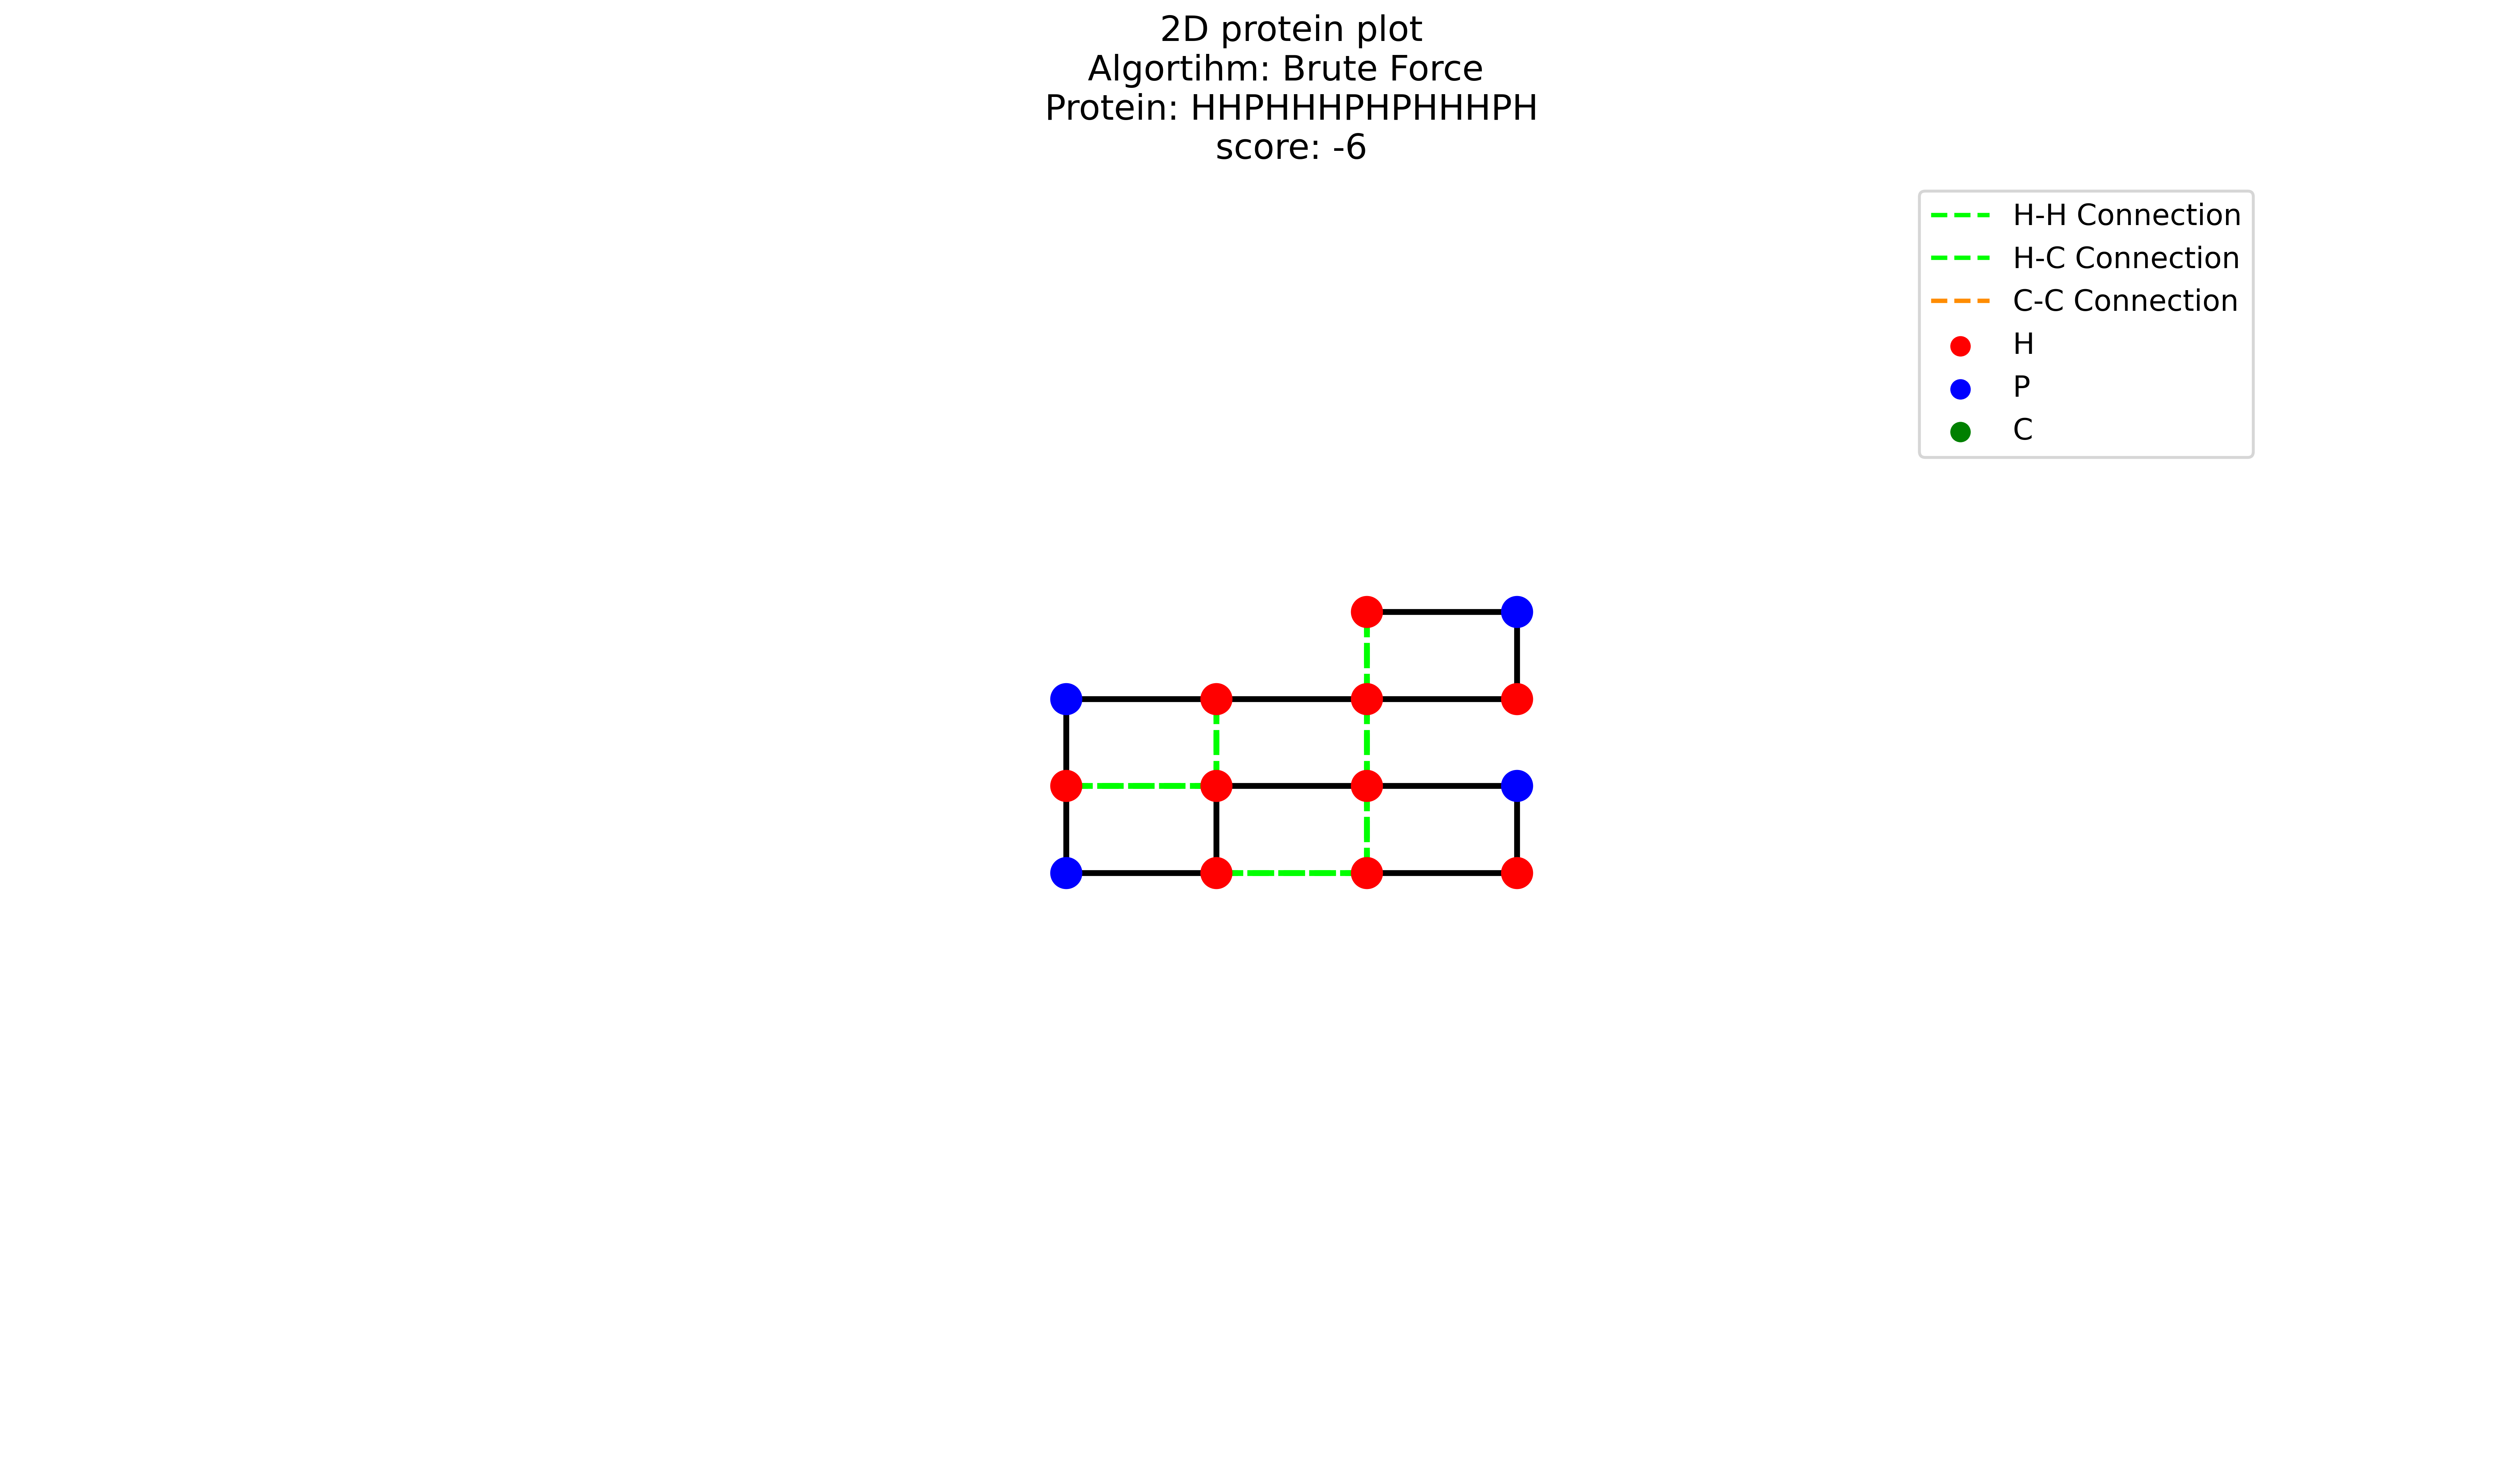 2D protein plot
Algortihm: Brute Force
Protein: HHPHHHPHPHHHPH
score: -6
H-H Connection
H-C Connection
C-C Connection
H
P
C